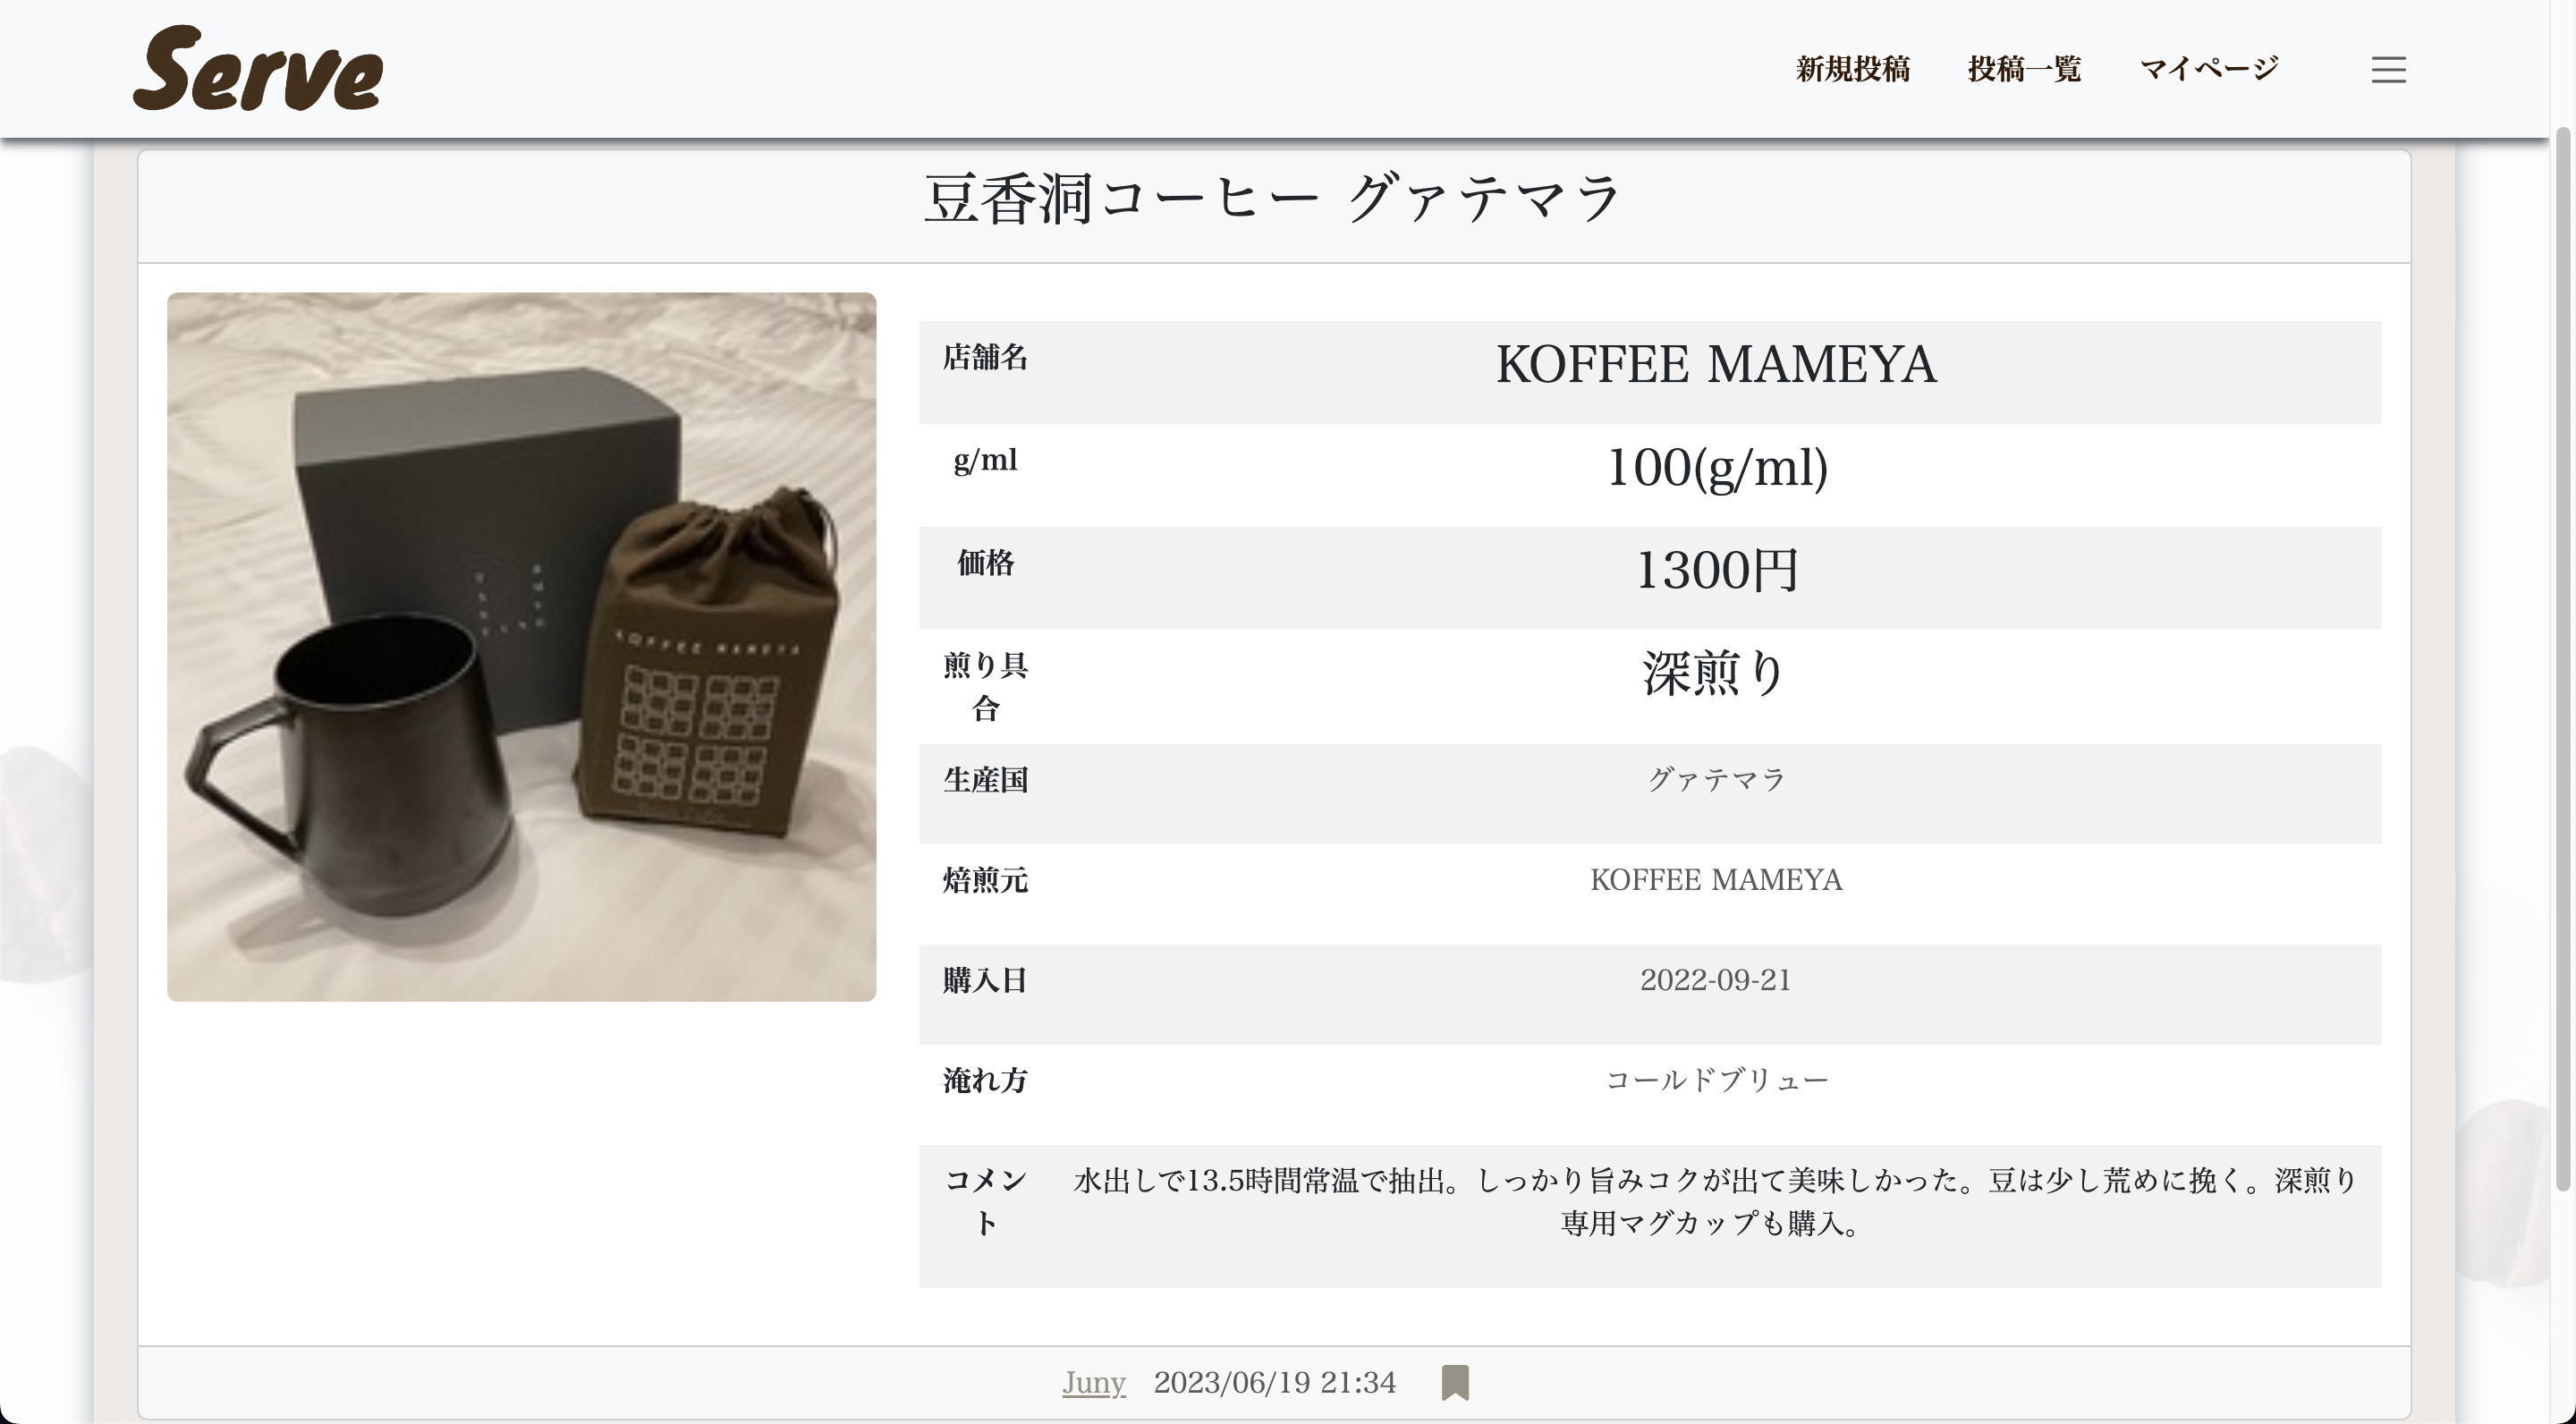 Serve
新規投稿 投稿一覧 マイページ
豆香洞コーヒー グァテマラ
KOFFEE MAMEYA
店舗名 KOFFEE MAMEYA
g/ml 100(g/ml)
価格 1300円
煎り具
合 深煎り
生産国 グァテマラ
焙煎元 KOFFEE MAMEYA
購入日 2022-09-21
淹れ方 コールドブリュー
コメン
ト
水出しで13.5時間常温で抽出。しっかり旨みコクが出て美味しかった。豆は少し荒めに挽く。深煎り
専用マグカップも購入。
Juny 2023/06/19 21:34